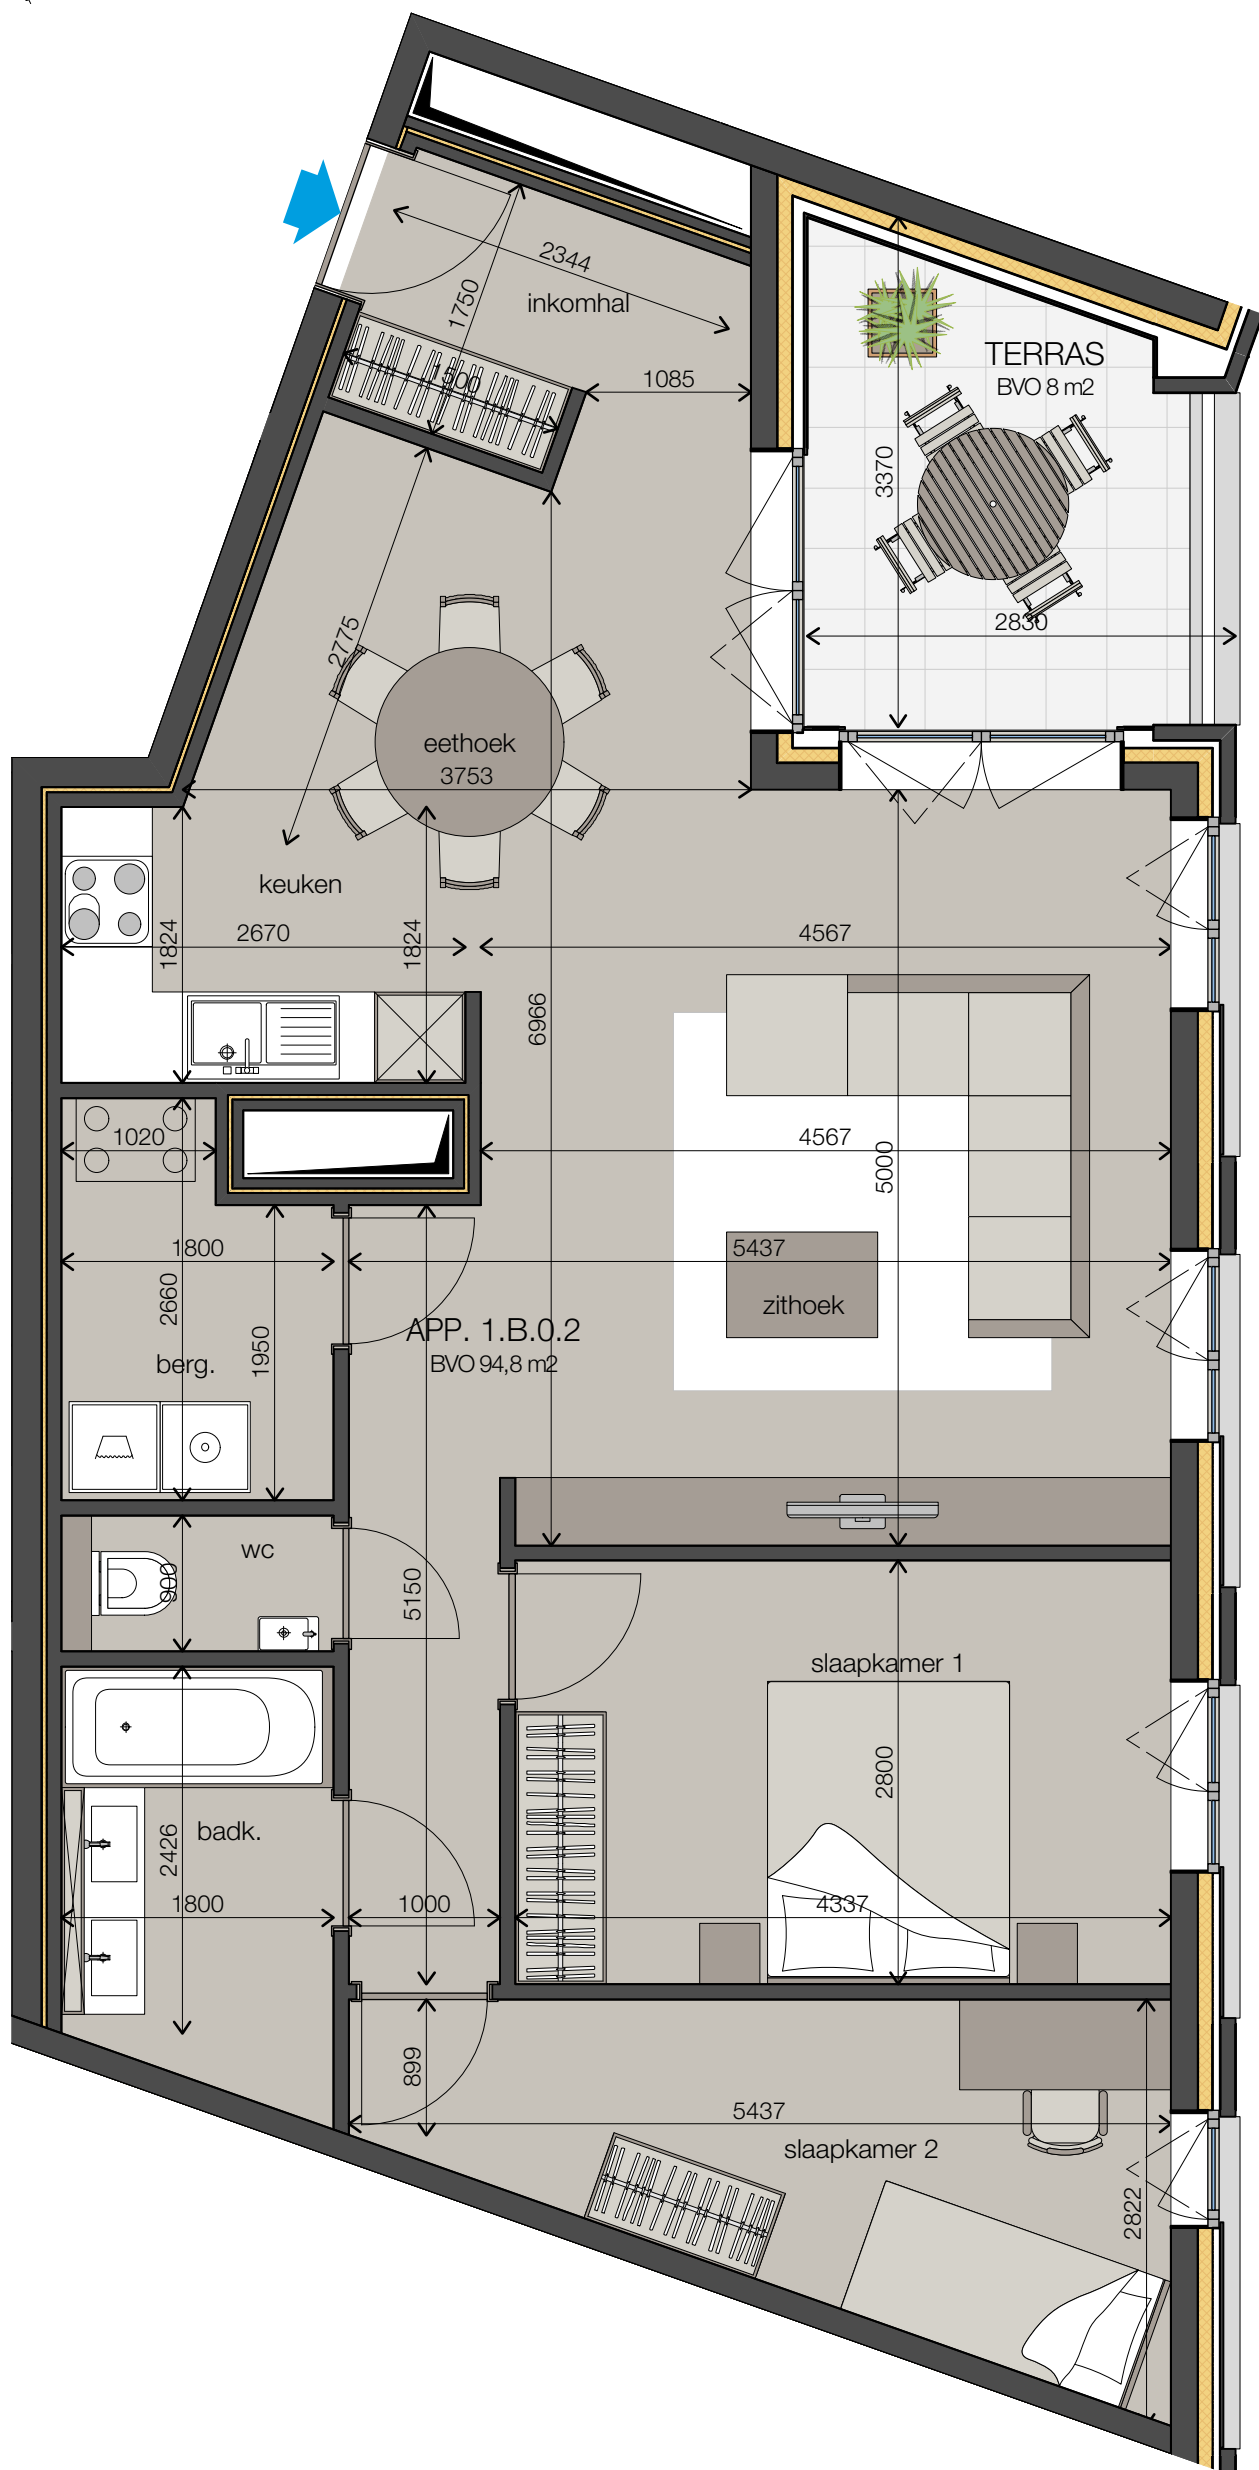 2344
inkomhal
1750
1500
1085
TERRAS
BVO 8 m2
3370
2830
2775
eethoek
3753
keuken
1824
2670
1824
4567
6966
1020
4567
5000
1800
5437
2660
zithoek
APP. 1.B.0.2
BVO 94,8 m2
1950
berg.
wc
900
5150
slaapkamer 1
2800
badk.
2426
1800
1000
4337
899
5437
slaapkamer 2
2822